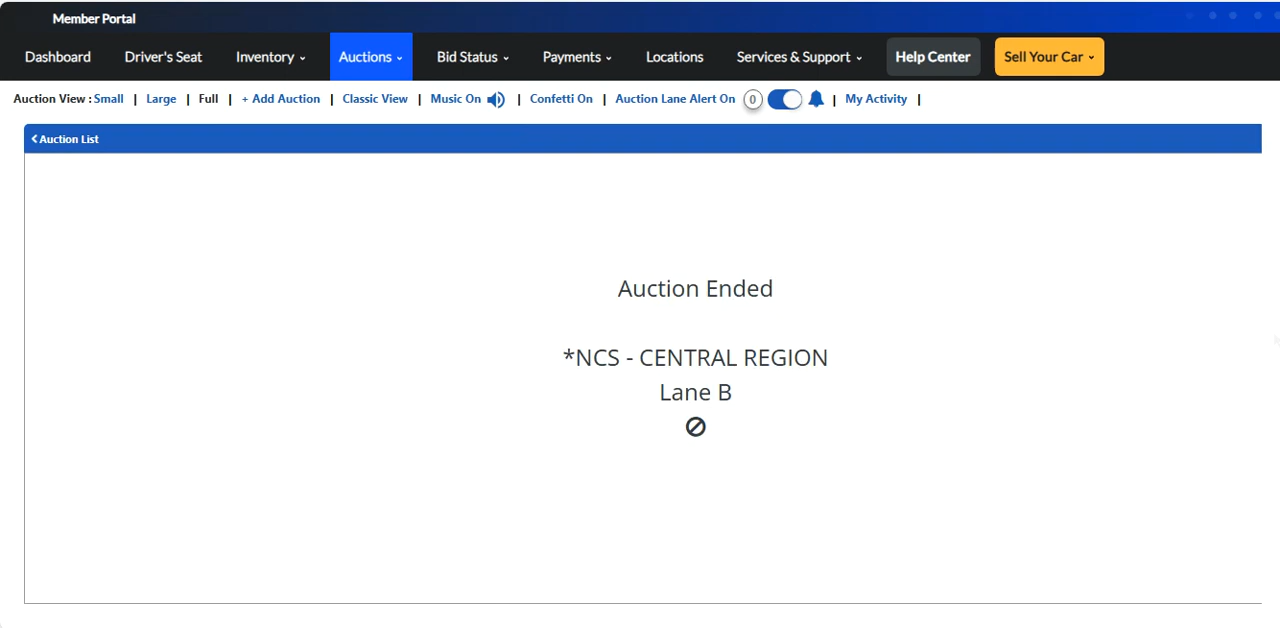 Member Portal
Dashboard Driver's Seat Inventory Auctions Bid Status Payments Locations Services & Support Help Center Sell Your Car
Auction View : Small | Large | Full | + Add Auction | Classic View | Music On | Confetti On | Auction Lane Alert On 0 | My Activity |
Auction List
Auction Ended
*NCS - CENTRAL REGION
Lane B